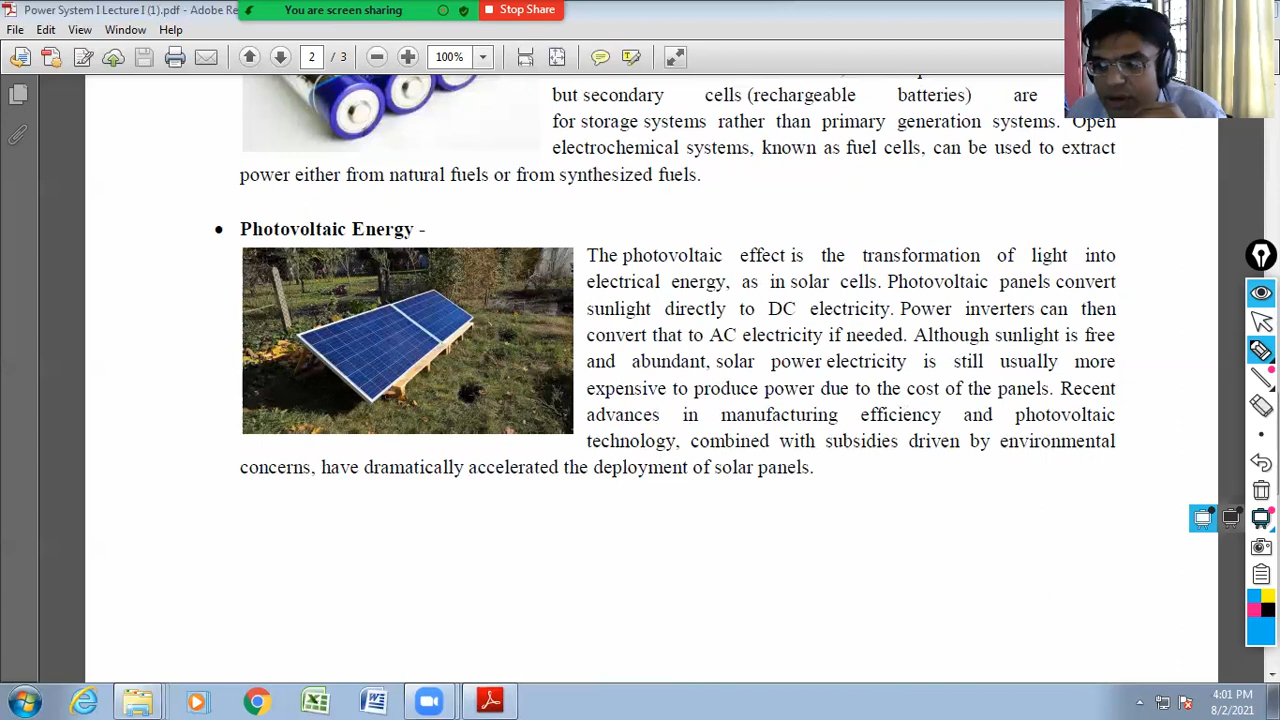 Power System I Lecture I (1).pdf - Adobe Re
You are screen sharing
Stop Share
File Edit View Window Help
2 / 3
100%
but secondary cells (rechargeable batteries) are
for storage systems rather than primary generation systems. Open
electrochemical systems, known as fuel cells, can be used to extract
power either from natural fuels or from synthesized fuels.
• Photovoltaic Energy -
The photovoltaic effect is the transformation of light into
electrical energy, as in solar cells. Photovoltaic panels convert
sunlight directly to DC electricity. Power inverters can then
convert that to AC electricity if needed. Although sunlight is free
and abundant, solar power electricity is still usually more
expensive to produce power due to the cost of the panels. Recent
advances in manufacturing efficiency and photovoltaic
technology, combined with subsidies driven by environmental
concerns, have dramatically accelerated the deployment of solar panels.
4:01 PM
8/2/2021